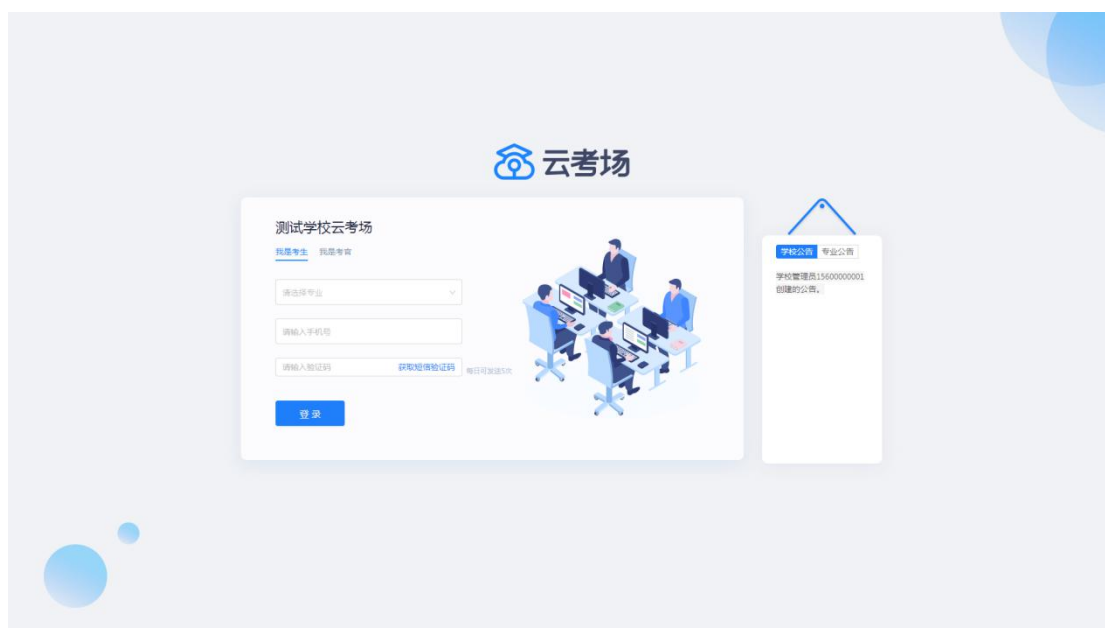 云考场
测试学校云考场
我是考生 我是考官
请选择专业
请输入手机号
请输入验证码 获取短信验证码 每日可发送5次
登录
学校公告 专业公告
学校管理员15600000001
创建的公告。